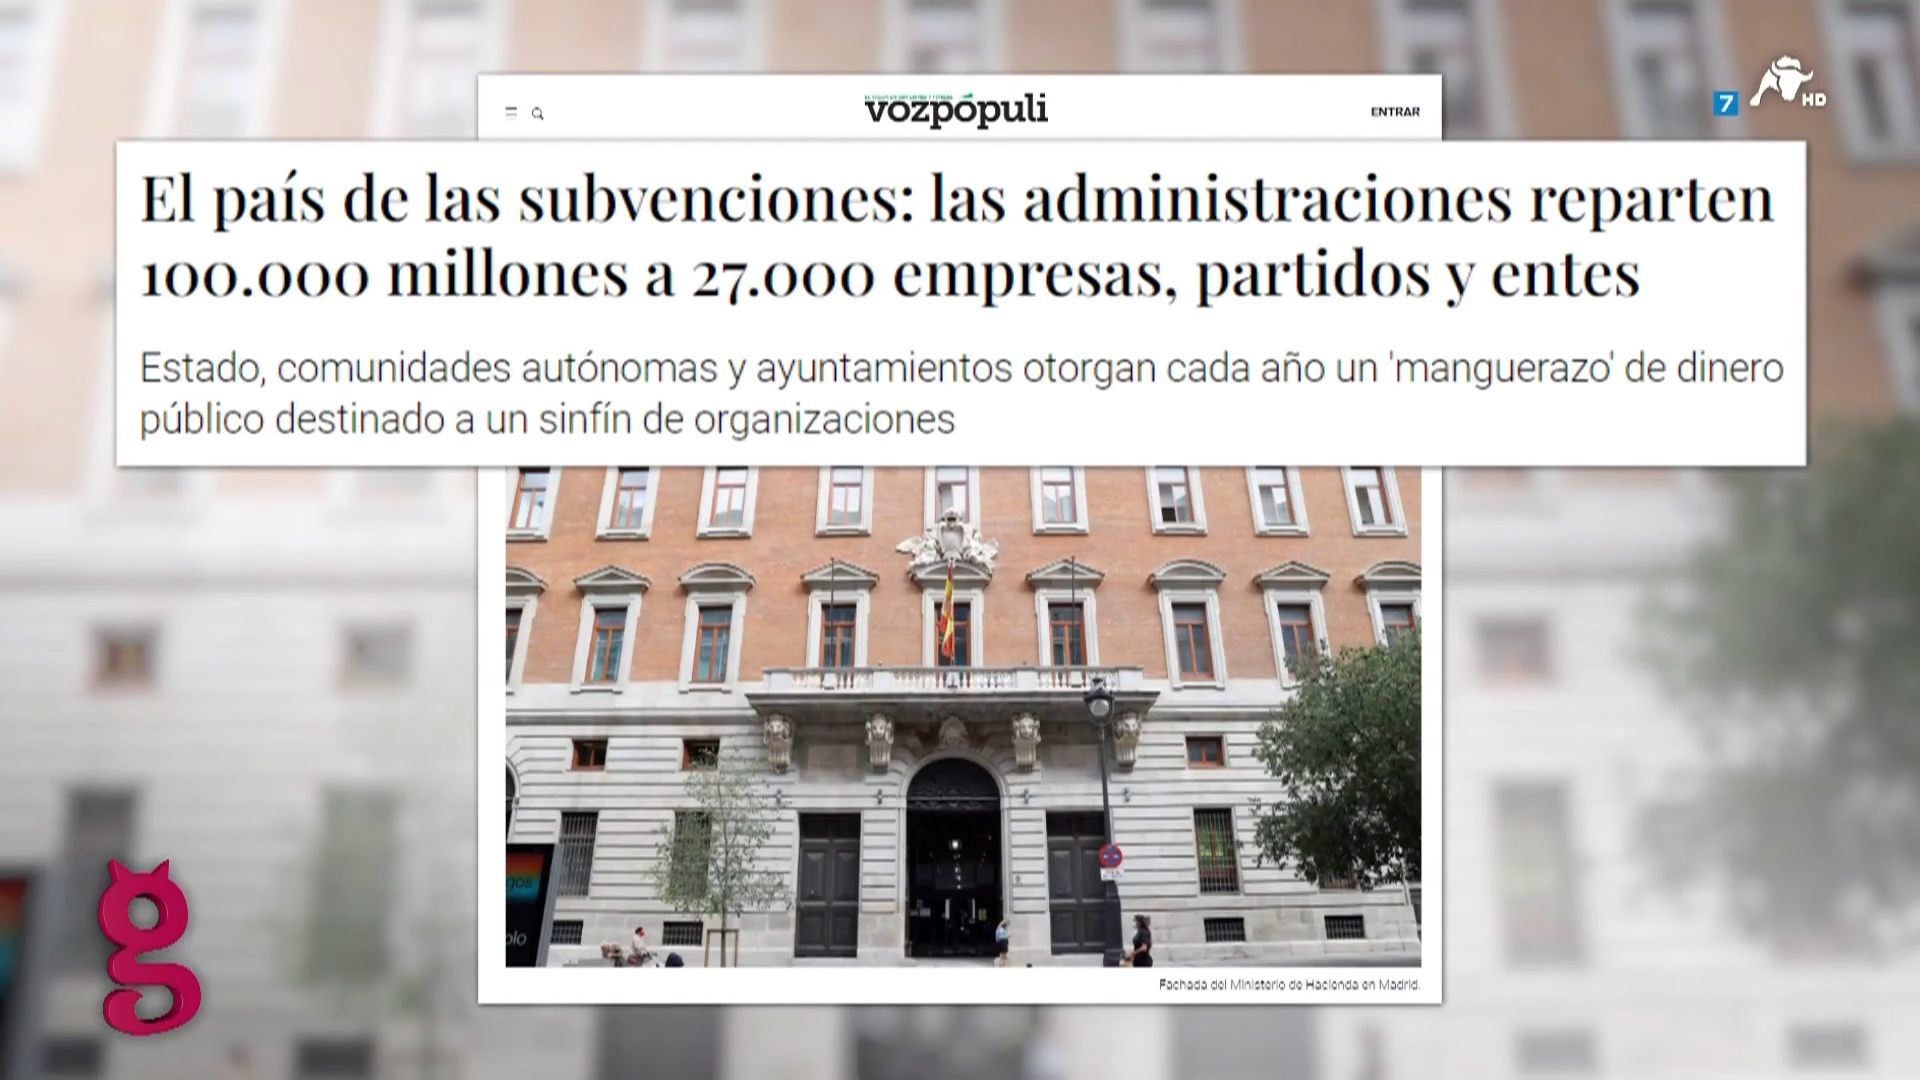 7
HD
vozpópuli
ENTRAR
El país de las subvenciones: las administraciones reparten
100.000 millones a 27.000 empresas, partidos y entes
Estado, comunidades autónomas y ayuntamientos otorgan cada año un 'manguerazo' de dinero
público destinado a un sinfín de organizaciones
Fachada del Ministerio de Hacienda en Madrid.
g